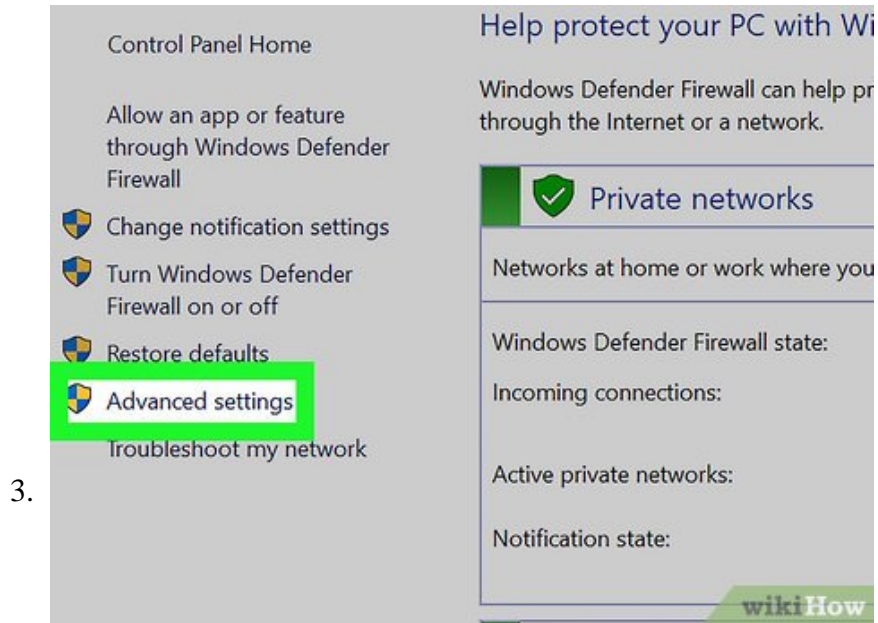 Control Panel Home
Allow an app or feature
through Windows Defender
Firewall
Change notification settings
Turn Windows Defender
Firewall on or off
Restore defaults
Advanced settings
Troubleshoot my network
Help protect your PC with Wi
Windows Defender Firewall can help pr
through the Internet or a network.
Private networks
Networks at home or work where you
Windows Defender Firewall state:
Incoming connections:
Active private networks:
Notification state:
3.
wikiHow